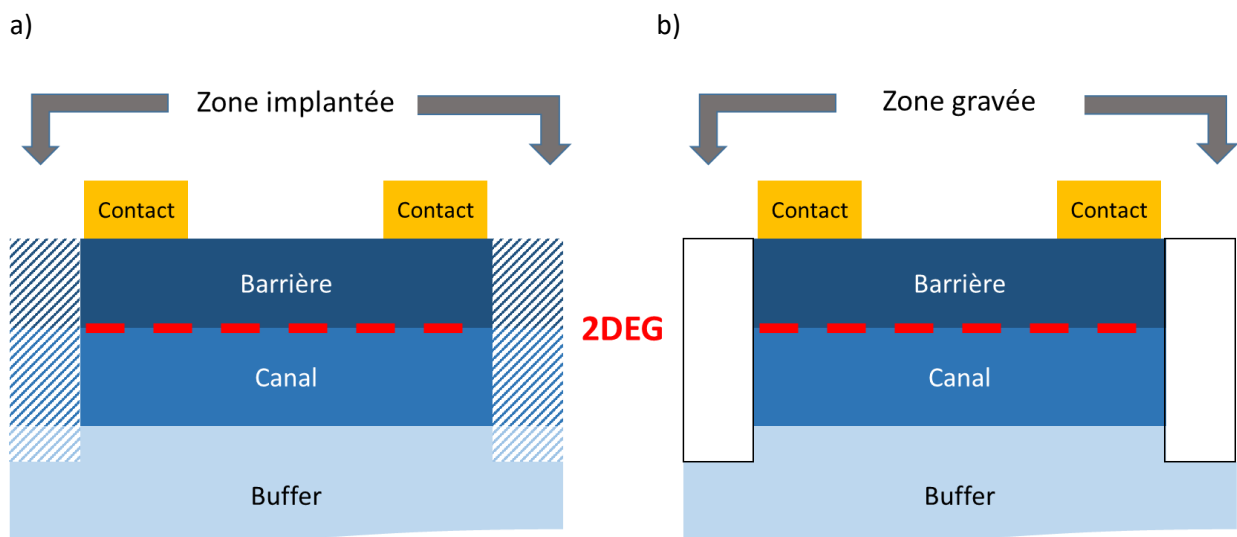 a)
b)
Zone implantée
Zone gravée
Contact
Contact
Contact
Contact
Barrière
Barrière
2DEG
Canal
Canal
Buffer
Buffer